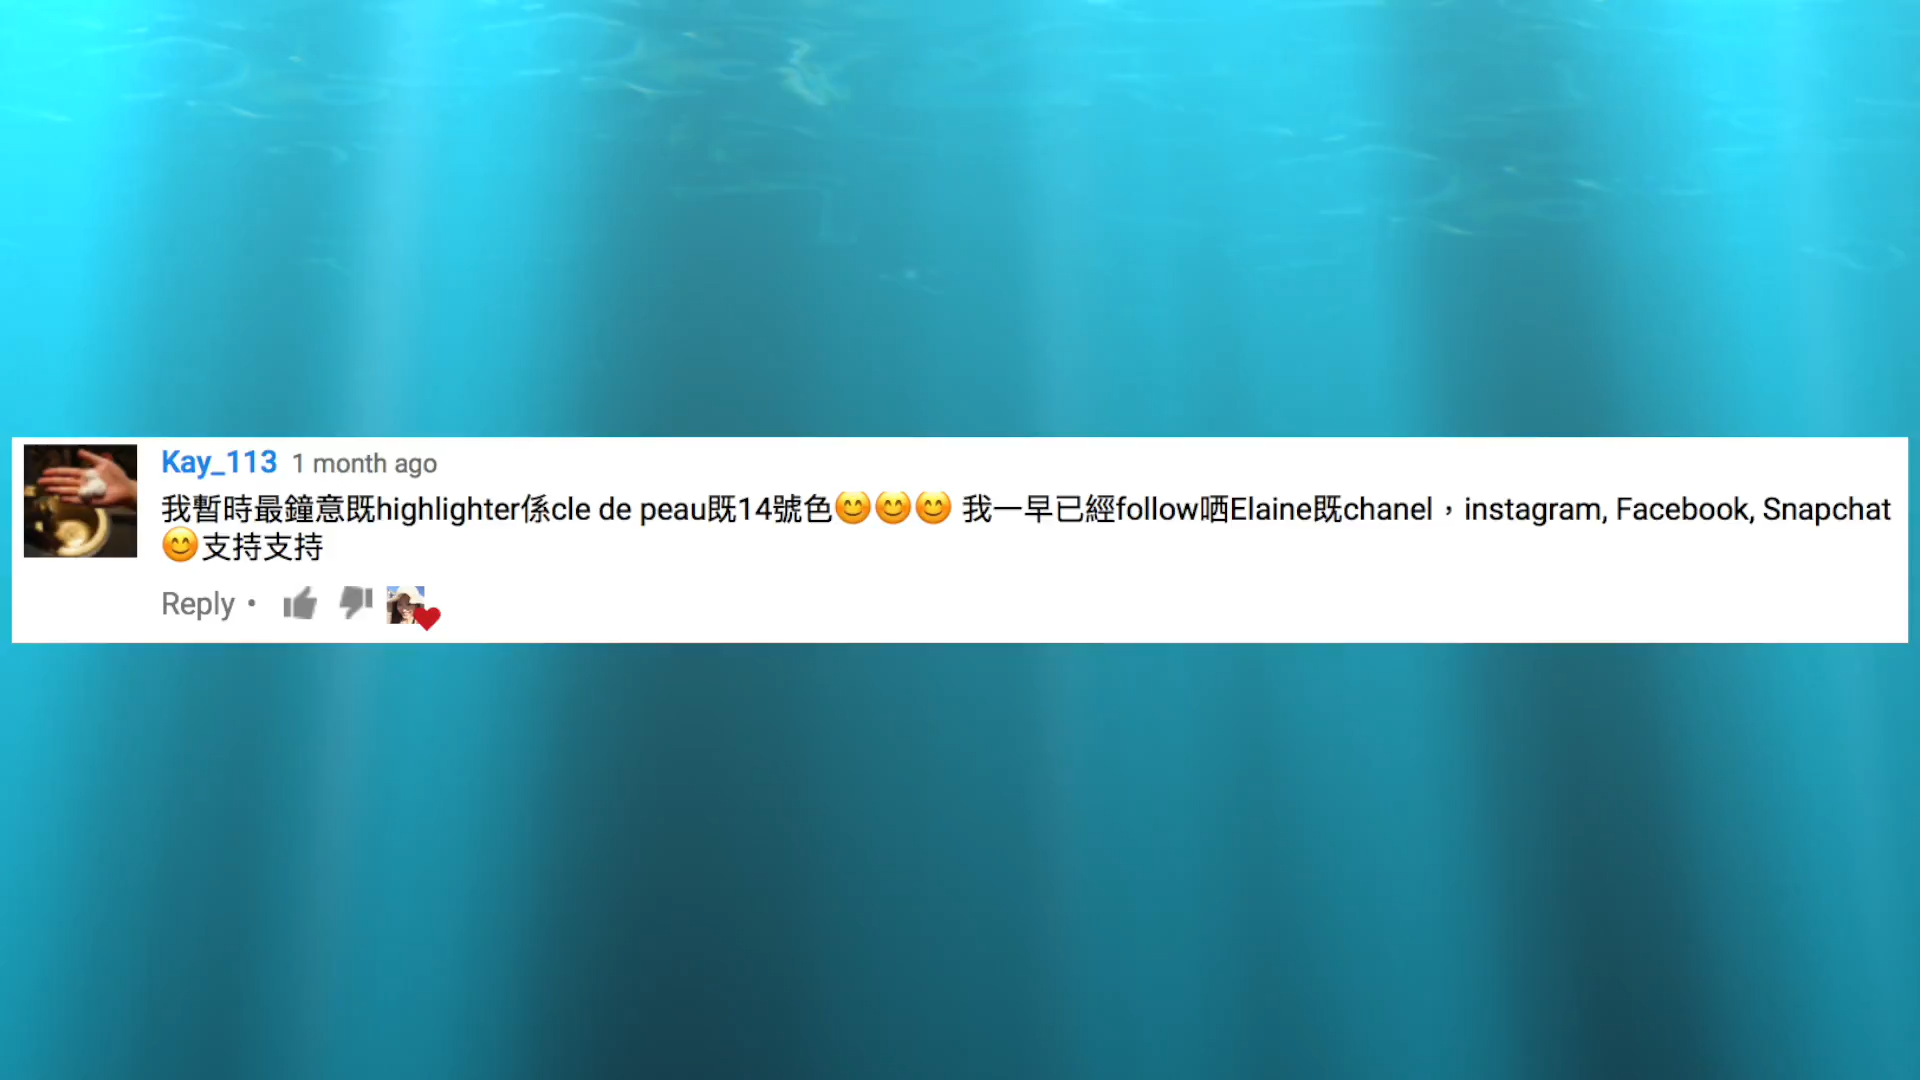 Kay_113 1 month ago
我暫時最鐘意既highlighter係cle de peau既14號色😊😊😊 我一早已經follow哂Elaine既chanel，instagram, Facebook, Snapchat
😊支持支持
Reply •